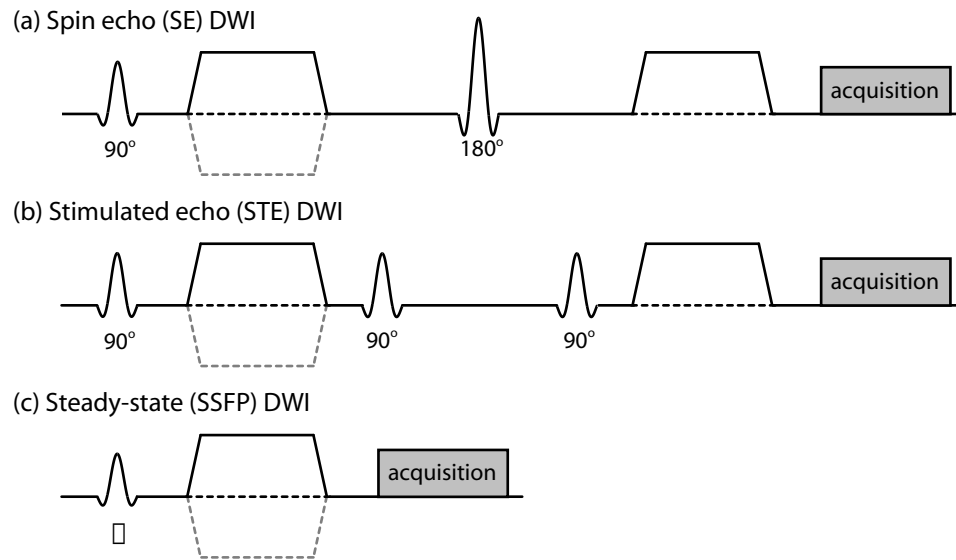 (a) Spin echo (SE) DWI
acquisition
90°
180°
(b) Stimulated echo (STE) DWI
acquisition
90°
90°
90°
(c) Steady-state (SSFP) DWI
acquisition